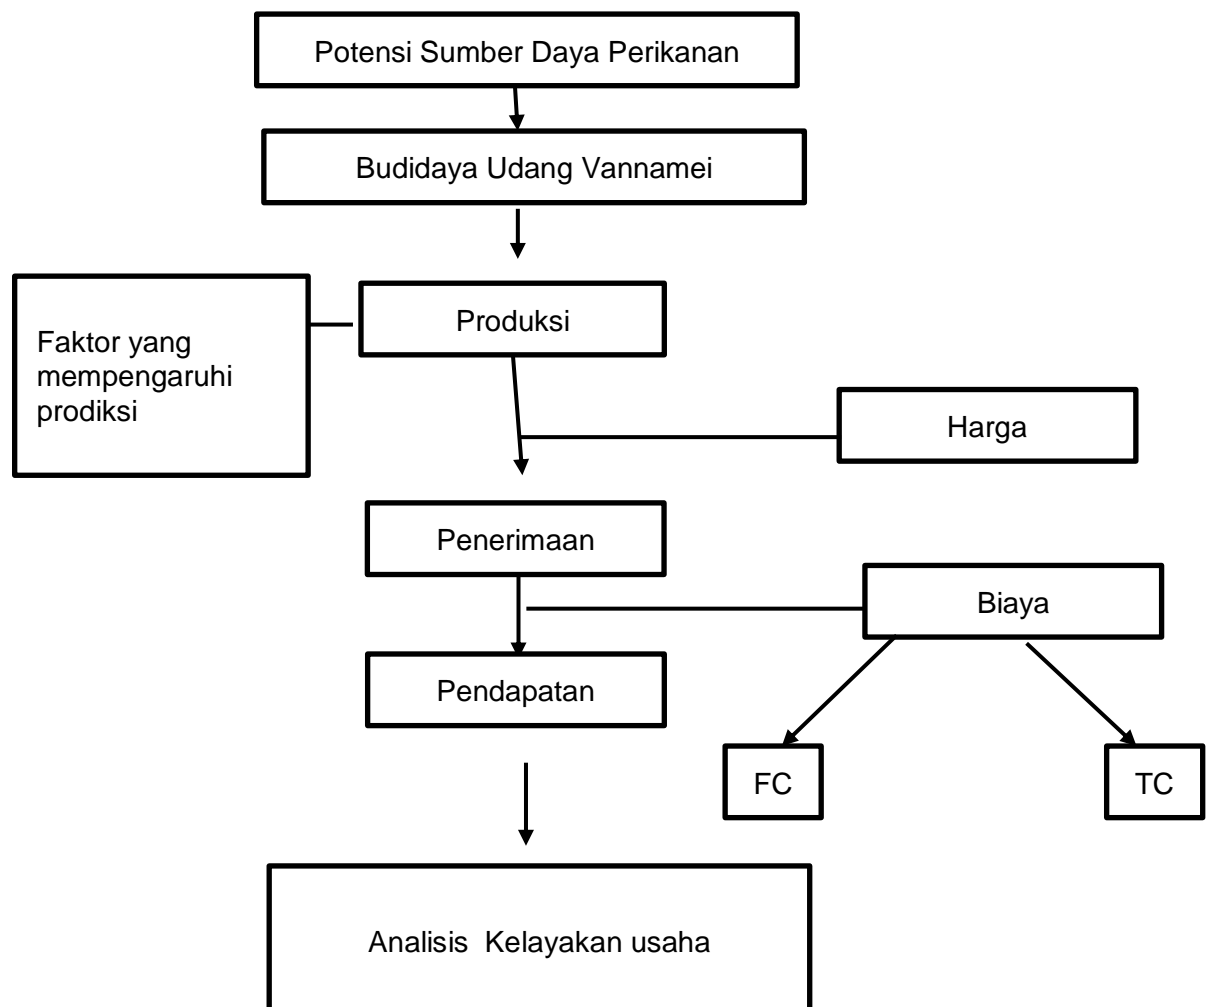 Potensi Sumber Daya Perikanan
Budidaya Udang Vannamei
Produksi
Faktor yang
mempengaruhi
prodiksi
Harga
Penerimaan
Biaya
Pendapatan
FC
TC
Analisis  Kelayakan usaha